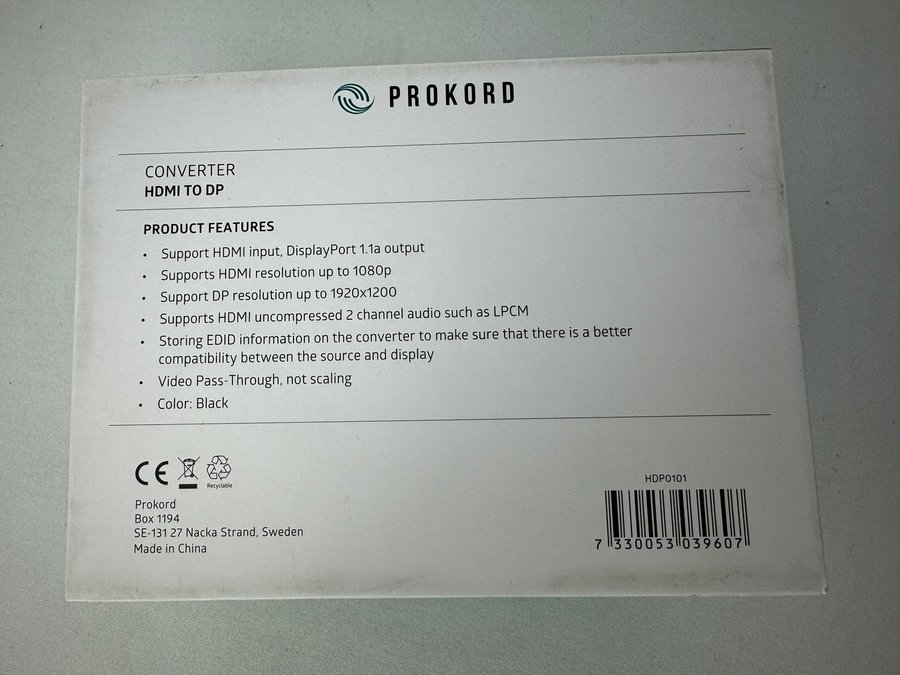 PROKORD
CONVERTER
HDMI TO DP
PRODUCT FEATURES
• Support HDMI input, DisplayPort 1.1a output
• Supports HDMI resolution up to 1080p
• Support DP resolution up to 1920x1200
• Supports HDMI uncompressed 2 channel audio such as LPCM
• Storing EDID information on the converter to make sure that there is a better
compatibility between the source and display
• Video Pass-Through, not scaling
• Color: Black
CE
Recyclable
Prokord
Box 1194
SE-131 27 Nacka Strand, Sweden
Made in China
HDP0101
7 330053 039607